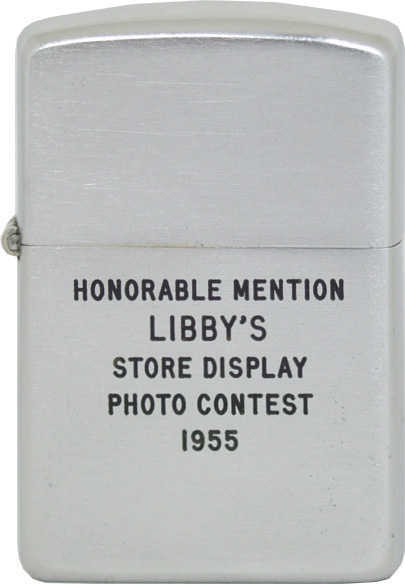 HONORABLE MENTION
LIBBY'S
STORE DISPLAY
PHOTO CONTEST
1955